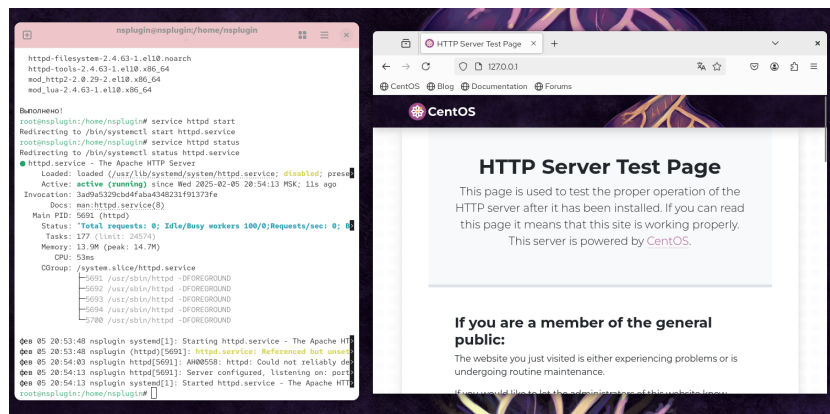 nsplugin@nsplugin:/home/nsplugin
httpd-filesystem-2.4.63-1.el10.noarch
httpd-tools-2.4.63-1.el10.x86_64
mod_http2-2.0.29-2.el10.x86_64
mod_lua-2.4.63-1.el10.x86_64
Выполнено!
root@nsplugin:/home/nsplugin# service httpd start
Redirecting to /bin/systemctl start httpd.service
root@nsplugin:/home/nsplugin# service httpd status
Redirecting to /bin/systemctl status httpd.service
● httpd.service - The Apache HTTP Server
Loaded: loaded (/usr/lib/systemd/system/httpd.service; disabled; prese>
Active: active (running) since Wed 2025-02-05 20:54:13 MSK; 11s ago
Invocation: 3ad9a5329cbd4faba4348231f91373fe
Docs: man:httpd.service(8)
Main PID: 5691 (httpd)
Status: "Total requests: 0; Idle/Busy workers 100/0;Requests/sec: 0; B>
Tasks: 177 (limit: 24574)
Memory: 13.9M (peak: 14.7M)
CPU: 53ms
CGroup: /system.slice/httpd.service
├─5691 /usr/sbin/httpd -DFOREGROUND
├─5692 /usr/sbin/httpd -DFOREGROUND
├─5693 /usr/sbin/httpd -DFOREGROUND
├─5694 /usr/sbin/httpd -DFOREGROUND
└─5700 /usr/sbin/httpd -DFOREGROUND
фев 05 20:53:48 nsplugin systemd[1]: Starting httpd.service - The Apache HT>
фев 05 20:53:48 nsplugin (httpd)[5691]: httpd.service: Referenced but unset>
фев 05 20:54:03 nsplugin httpd[5691]: AH00558: httpd: Could not reliably de>
фев 05 20:54:13 nsplugin httpd[5691]: Server configured, listening on: port>
фев 05 20:54:13 nsplugin systemd[1]: Started httpd.service - The Apache HTT>
root@nsplugin:/home/nsplugin#
HTTP Server Test Page
127.0.0.1
CentOS Blog Documentation Forums
CentOS
HTTP Server Test Page
This page is used to test the proper operation of the
HTTP server after it has been installed. If you can read
this page it means that this site is working properly.
This server is powered by CentOS.
If you are a member of the general
public:
The website you just visited is either experiencing problems or is
undergoing routine maintenance.
If you would like to let the administrators of this website know